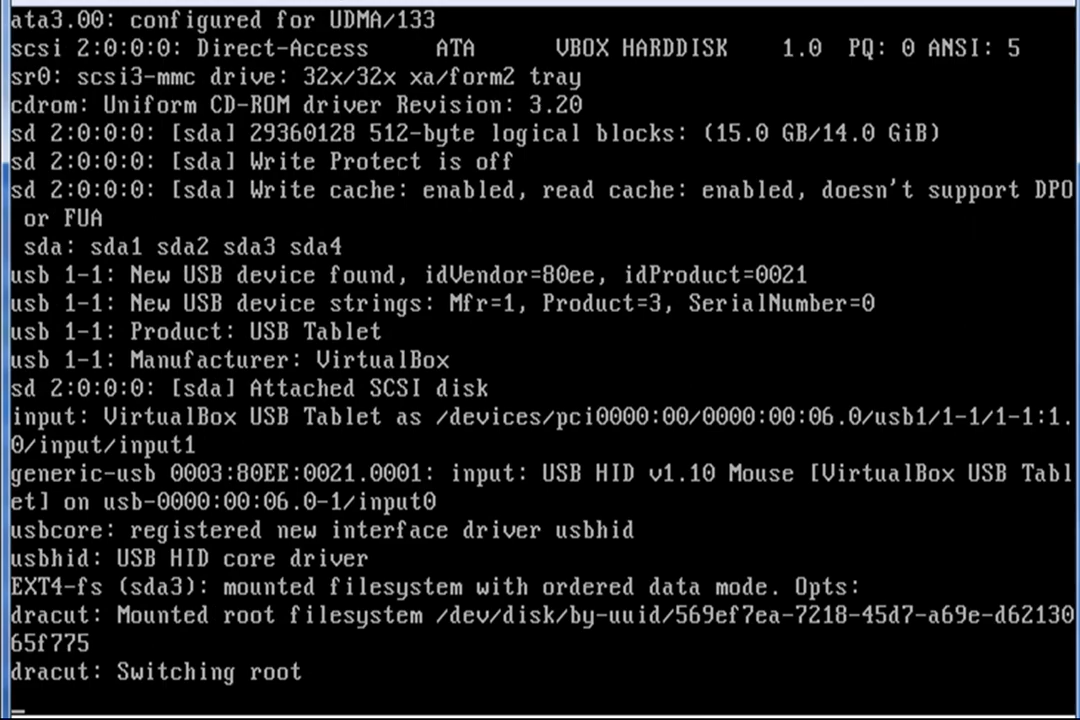 ata3.00: configured for UDMA/133
scsi 2:0:0:0: Direct-Access     ATA      VBOX HARDDISK    1.0  PQ: 0 ANSI: 5
sr0: scsi3-mmc drive: 32x/32x xa/form2 tray
cdrom: Uniform CD-ROM driver Revision: 3.20
sd 2:0:0:0: [sda] 29360128 512-byte logical blocks: (15.0 GB/14.0 GiB)
sd 2:0:0:0: [sda] Write Protect is off
sd 2:0:0:0: [sda] Write cache: enabled, read cache: enabled, doesn't support DPO
 or FUA
 sda: sda1 sda2 sda3 sda4
usb 1-1: New USB device found, idVendor=80ee, idProduct=0021
usb 1-1: New USB device strings: Mfr=1, Product=3, SerialNumber=0
usb 1-1: Product: USB Tablet
usb 1-1: Manufacturer: VirtualBox
sd 2:0:0:0: [sda] Attached SCSI disk
input: VirtualBox USB Tablet as /devices/pci0000:00/0000:00:06.0/usb1/1-1/1-1:1.
0/input/input1
generic-usb 0003:80EE:0021.0001: input: USB HID v1.10 Mouse [VirtualBox USB Tabl
et] on usb-0000:00:06.0-1/input0
usbcore: registered new interface driver usbhid
usbhid: USB HID core driver
EXT4-fs (sda3): mounted filesystem with ordered data mode. Opts:
dracut: Mounted root filesystem /dev/disk/by-uuid/569ef7ea-7218-45d7-a69e-d62130
65f775
dracut: Switching root